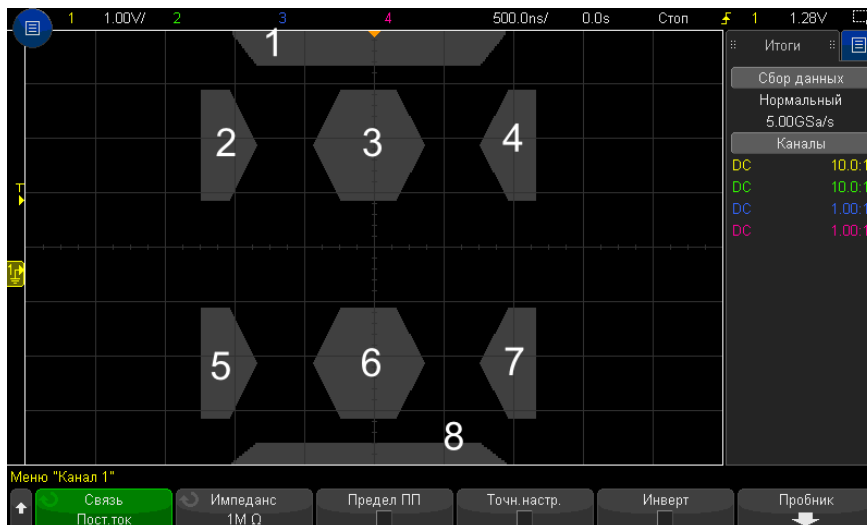 1 1.00V/ 2 3 4 500.0ns/ 0.0s Стоп 1 1.28V
Итоги
Сбор данных
Нормальный
5.00GSa/s
Каналы
DC 10.0:1
DC 10.0:1
DC 1.00:1
DC 1.00:1
1
2 3 4
T
1
5 6 7
8
Меню "Канал 1"
Связь Импеданс Предел ПП Точн.настр. Инверт Пробник
Пост.ток 1M Ω